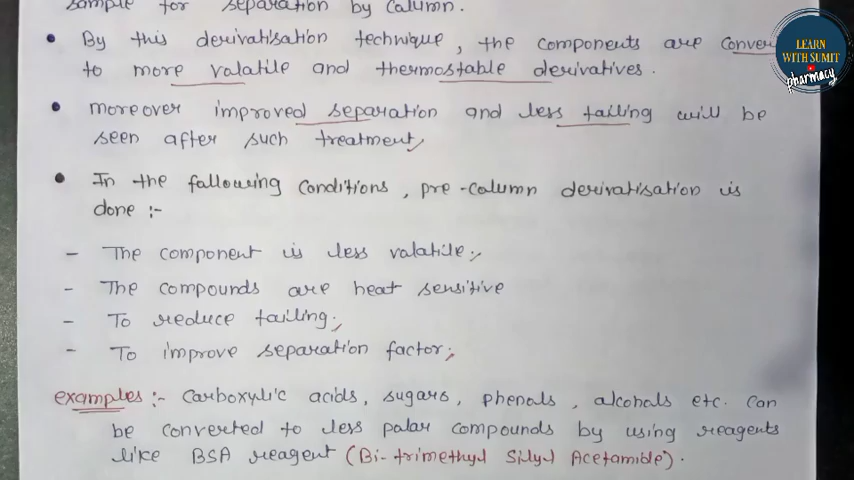 sample for separation by Column.
• By this derivatisation technique, the components are conver
to more valatile and thermostable derivatives.
• moreover improved separation and less tailing will be
seen after such treatment,
• In the following conditions, pre-column derivatisation is
done :-
- The component is less valatile;
- The compounds are heat sensitive
- To reduce tailing;
- To improve separation factor;
examples :- Carboxylic acids, sugars, phenols, alcohols etc. can
be converted to less polar compounds by using reagents
like BSA reagent (Bi-trimethyl Silyl Acetamide).
LEARN
WITH SUMIT
pharmacy